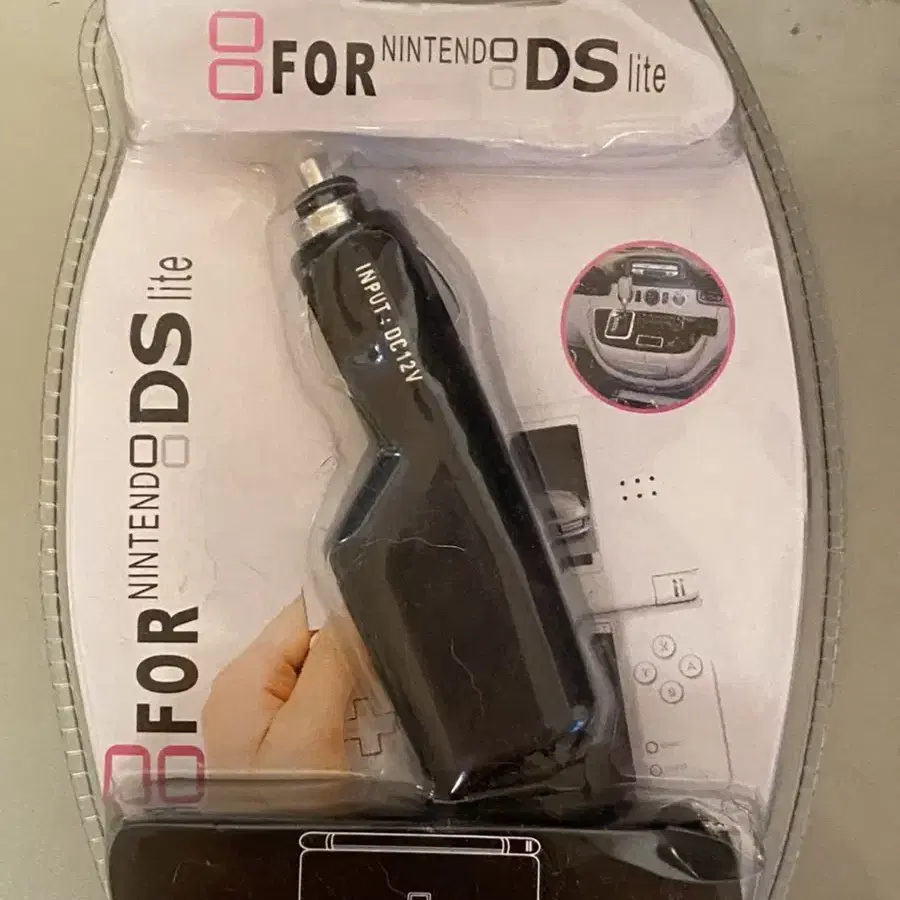 FOR NINTENDO DS lite
INPUT : DC12V
FOR NINTENDO DS lite
X
Y
A